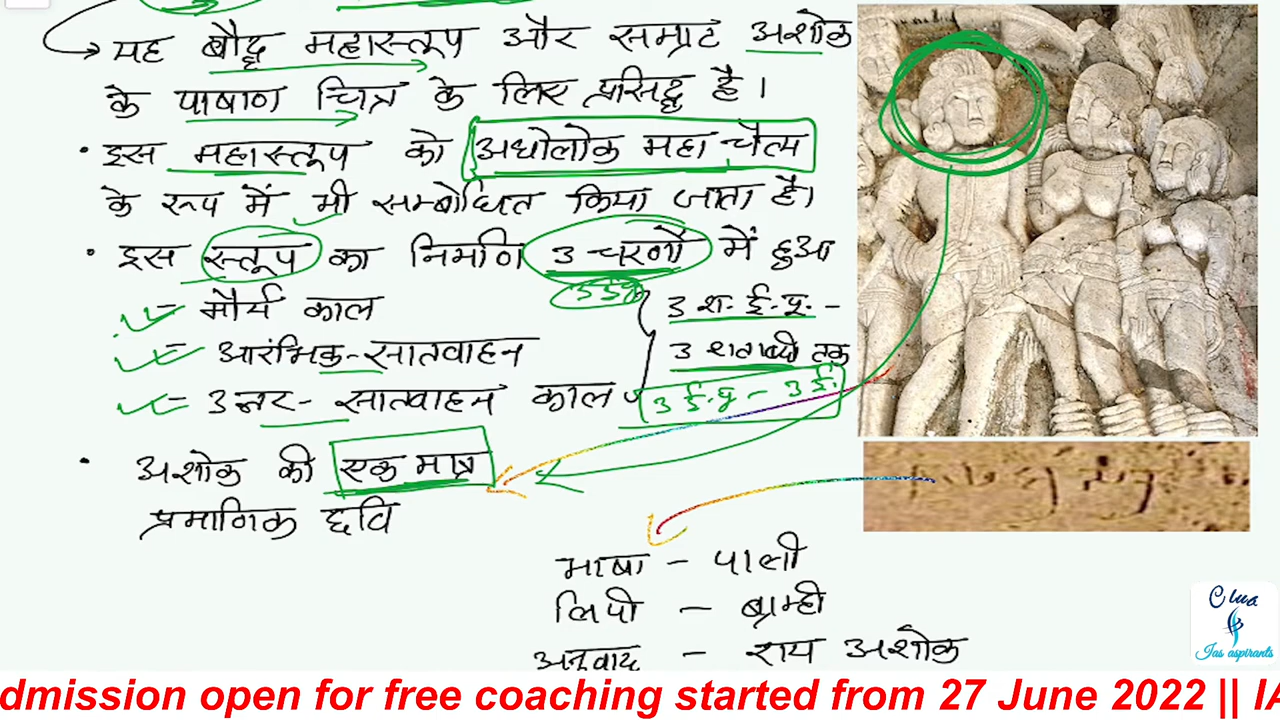 यह बौद्ध महास्तूप और सम्राट अशोक
के पाषाण चित्र के लिए प्रसिद्ध है।
• इस महास्तूप को अधोलोक महा चैत्य
के रूप में भी सम्बोधित किया जाता है।
• इस स्तूप का निर्माण 3 चरणों में हुआ
- मौर्य काल
- आरंभिक-सातवाहन
- उत्तर-सातवाहन काल
3 श. ई. पू. -
3 शताब्दी तक
3 ई.पू - 3 ई.
• अशोक की एक मात्र
प्रमाणिक छवि
भाषा - पाली
लिपी - ब्राम्ही
अनुवाद - राय अशोक
Ias aspirants
dmission open for free coaching started from 27 June 2022 || IA